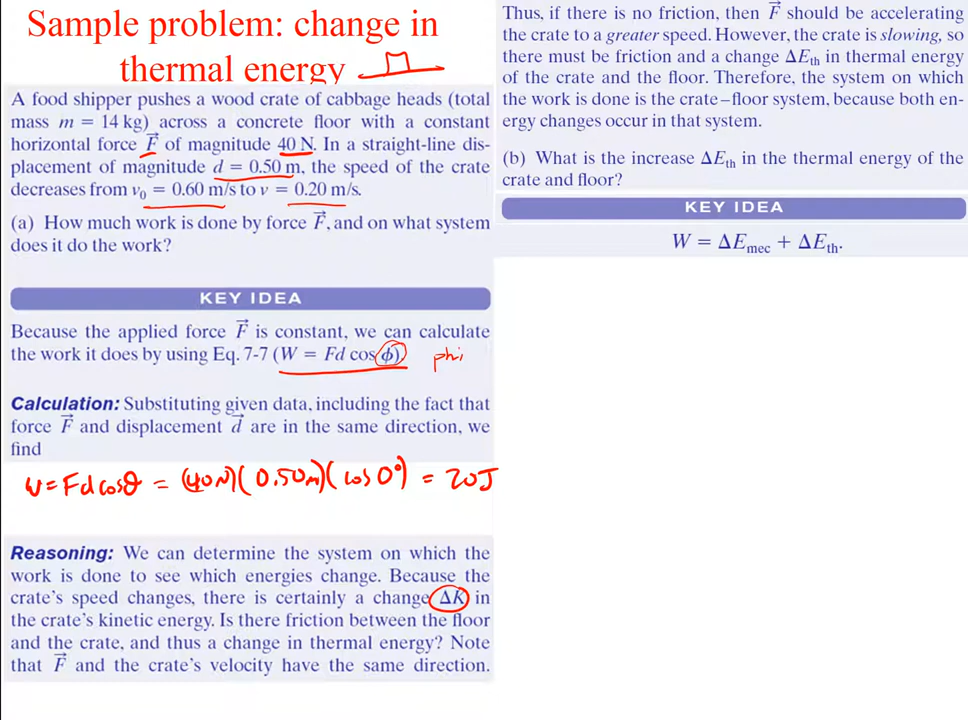 Sample problem: change in
thermal energy
A food shipper pushes a wood crate of cabbage heads (total
mass m = 14 kg) across a concrete floor with a constant
horizontal force F⃗ of magnitude 40 N. In a straight-line dis-
placement of magnitude d = 0.50 m, the speed of the crate
decreases from v₀ = 0.60 m/s to v = 0.20 m/s.
(a) How much work is done by force F⃗, and on what system
does it do the work?
KEY IDEA
Because the applied force F⃗ is constant, we can calculate
the work it does by using Eq. 7-7 (W = Fd cos ϕ).
phi
Calculation: Substituting given data, including the fact that
force F⃗ and displacement d⃗ are in the same direction, we
find
W = Fd cosθ = (40N)(0.50m)(cos 0°) = 20J
Reasoning: We can determine the system on which the
work is done to see which energies change. Because the
crate's speed changes, there is certainly a change ΔK in
the crate's kinetic energy. Is there friction between the floor
and the crate, and thus a change in thermal energy? Note
that F⃗ and the crate's velocity have the same direction.
Thus, if there is no friction, then F⃗ should be accelerating
the crate to a greater speed. However, the crate is slowing, so
there must be friction and a change ΔEth in thermal energy
of the crate and the floor. Therefore, the system on which
the work is done is the crate–floor system, because both en-
ergy changes occur in that system.
(b) What is the increase ΔEth in the thermal energy of the
crate and floor?
KEY IDEA
W = ΔEmec + ΔEth.